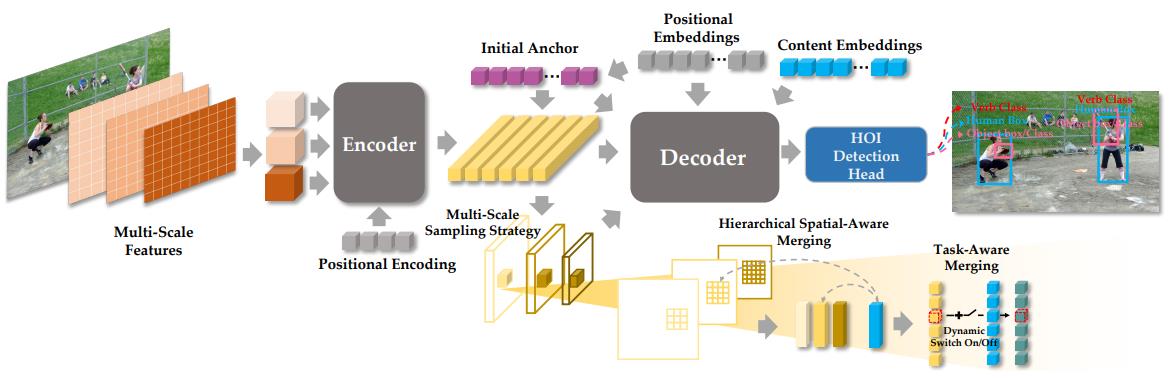 Multi-Scale
Features
Encoder
Positional Encoding
Initial Anchor
Positional
Embeddings
Content Embeddings
Decoder
HOI
Detection
Head
Verb Class
Human Box
Object box/Class
Verb Class
Human Box
Object box/Class
Multi-Scale
Sampling Strategy
Hierarchical Spatial-Aware
Merging
Task-Aware
Merging
Dynamic
Switch On/Off